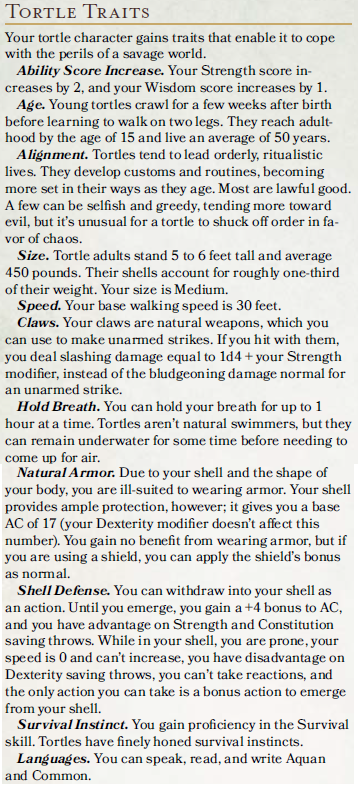 TORTLE TRAITS
Your tortle character gains traits that enable it to cope
with the perils of a savage world.
Ability Score Increase. Your Strength score in-
creases by 2, and your Wisdom score increases by 1.
Age. Young tortles crawl for a few weeks after birth
before learning to walk on two legs. They reach adult-
hood by the age of 15 and live an average of 50 years.
Alignment. Tortles tend to lead orderly, ritualistic
lives. They develop customs and routines, becoming
more set in their ways as they age. Most are lawful good.
A few can be selfish and greedy, tending more toward
evil, but it's unusual for a tortle to shuck off order in fa-
vor of chaos.
Size. Tortle adults stand 5 to 6 feet tall and average
450 pounds. Their shells account for roughly one-third
of their weight. Your size is Medium.
Speed. Your base walking speed is 30 feet.
Claws. Your claws are natural weapons, which you
can use to make unarmed strikes. If you hit with them,
you deal slashing damage equal to 1d4 + your Strength
modifier, instead of the bludgeoning damage normal for
an unarmed strike.
Hold Breath. You can hold your breath for up to 1
hour at a time. Tortles aren't natural swimmers, but they
can remain underwater for some time before needing to
come up for air.
Natural Armor. Due to your shell and the shape of
your body, you are ill-suited to wearing armor. Your shell
provides ample protection, however; it gives you a base
AC of 17 (your Dexterity modifier doesn't affect this
number). You gain no benefit from wearing armor, but if
you are using a shield, you can apply the shield's bonus
as normal.
Shell Defense. You can withdraw into your shell as
an action. Until you emerge, you gain a +4 bonus to AC,
and you have advantage on Strength and Constitution
saving throws. While in your shell, you are prone, your
speed is 0 and can't increase, you have disadvantage on
Dexterity saving throws, you can't take reactions, and
the only action you can take is a bonus action to emerge
from your shell.
Survival Instinct. You gain proficiency in the Survival
skill. Tortles have finely honed survival instincts.
Languages. You can speak, read, and write Aquan
and Common.